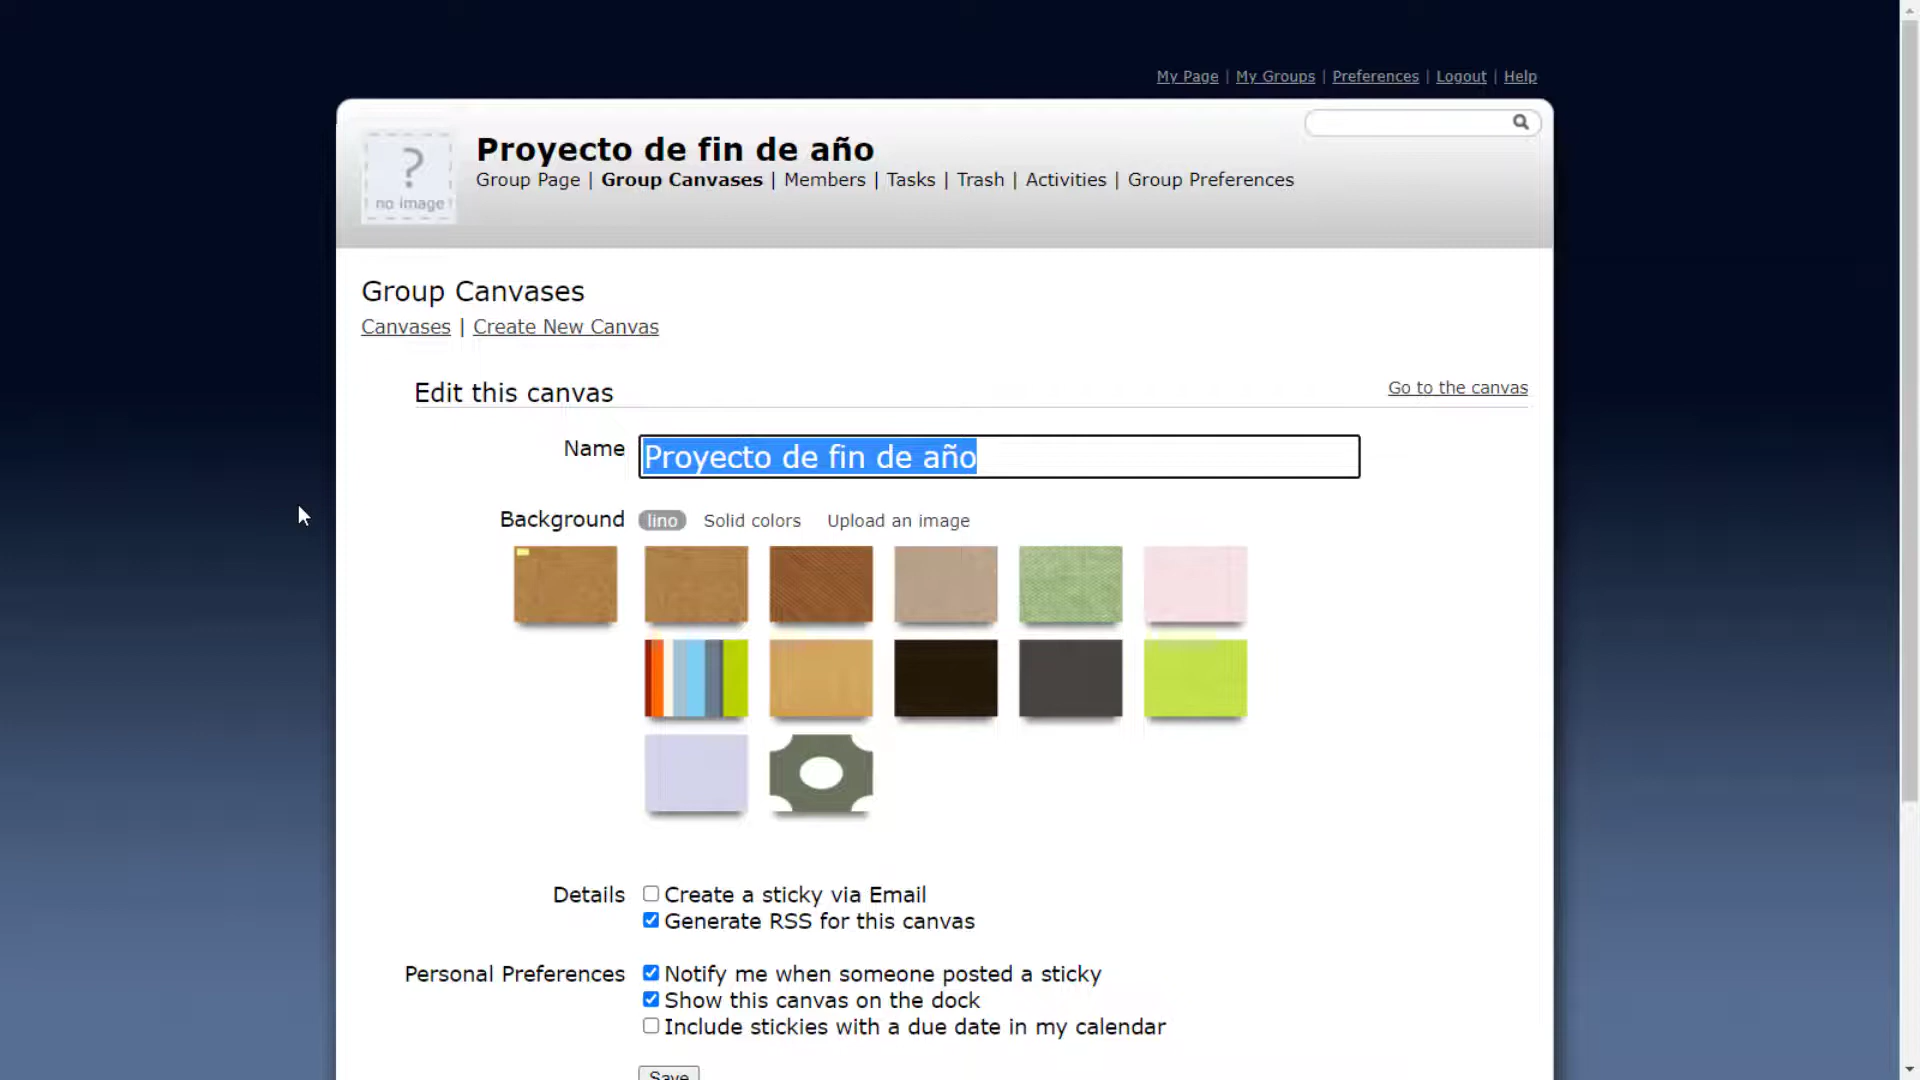 My Page | My Groups | Preferences | Logout | Help
Proyecto de fin de año
Group Page | Group Canvases | Members | Tasks | Trash | Activities | Group Preferences
?
no image
Group Canvases
Canvases | Create New Canvas
Edit this canvas
Go to the canvas
Name
Proyecto de fin de año
Background
lino
Solid colors
Upload an image
Details
Create a sticky via Email
Generate RSS for this canvas
Personal Preferences
Notify me when someone posted a sticky
Show this canvas on the dock
Include stickies with a due date in my calendar
Save